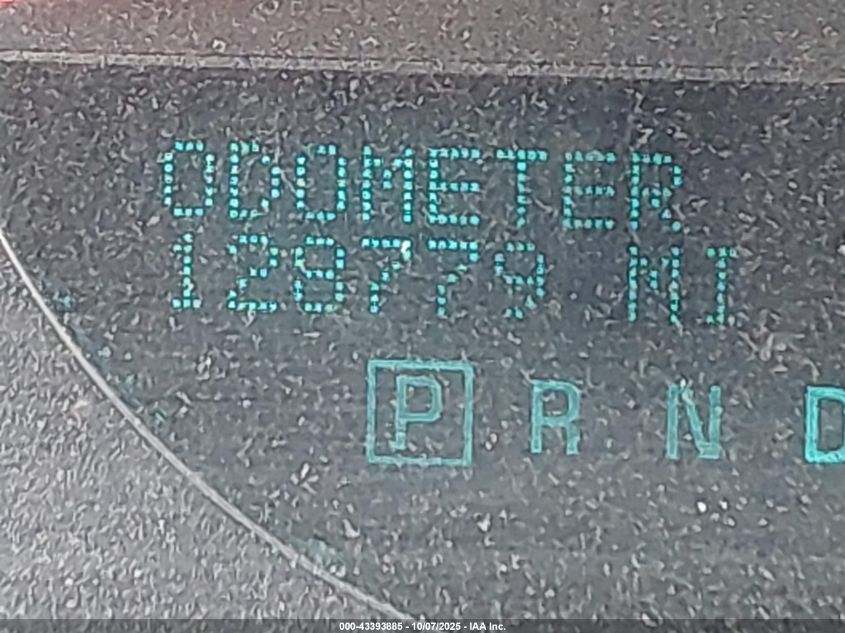 ODOMETER
128779 MI
P R N D
000-43393885 - 10/07/2025 - IAA Inc.